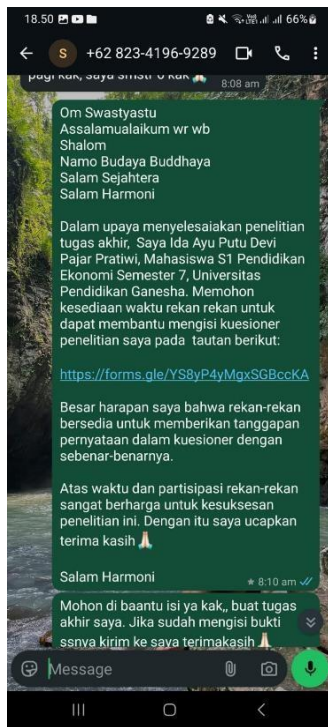 18.50
66%
S +62 823-4196-9289
pagi kak, saya smstr 6 kak
8:08 am
Om Swastyastu
Assalamualaikum wr wb
Shalom
Namo Budaya Buddhaya
Salam Sejahtera
Salam Harmoni
Dalam upaya menyelesaiakan penelitian
tugas akhir, Saya Ida Ayu Putu Devi
Pajar Pratiwi, Mahasiswa S1 Pendidikan
Ekonomi Semester 7, Universitas
Pendidikan Ganesha. Memohon
kesediaan waktu rekan rekan untuk
dapat membantu mengisi kuesioner
penelitian saya pada tautan berikut:
https://forms.gle/YS8yP4yMgxSGBccKA
Besar harapan saya bahwa rekan-rekan
bersedia untuk memberikan tanggapan
pernyataan dalam kuesioner dengan
sebenar-benarnya.
Atas waktu dan partisipasi rekan-rekan
sangat berharga untuk kesuksesan
penelitian ini. Dengan itu saya ucapkan
terima kasih 🙏🏻
Salam Harmoni
8:10 am
Mohon di baantu isi ya kak,, buat tugas
akhir saya. Jika sudah mengisi bukti
ssnya kirim ke saya terimakasih 🙏🏻
Message